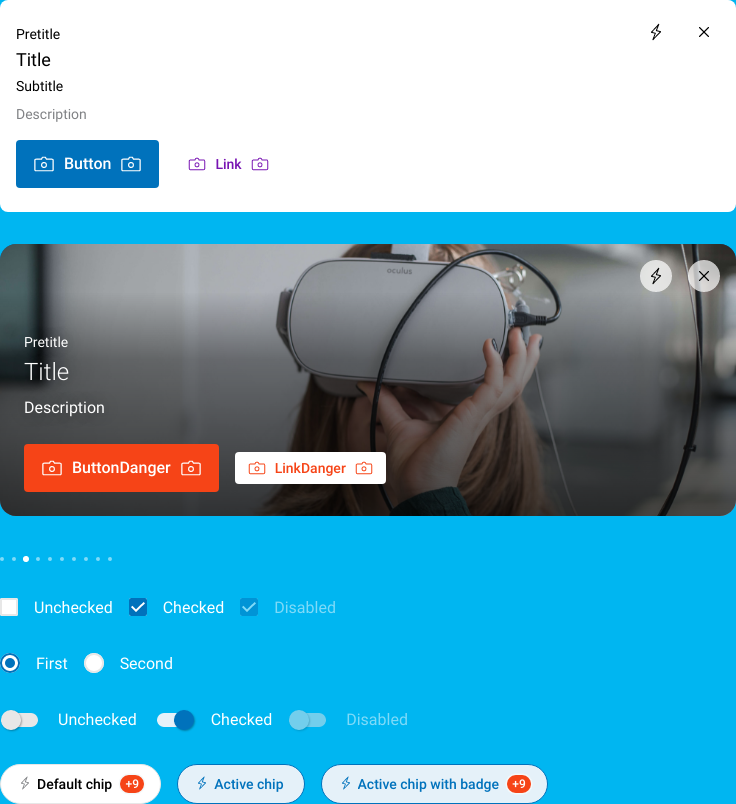 Pretitle
Title
Subtitle
Description
Button
Link
oculus
Pretitle
Title
Description
ButtonDanger
LinkDanger
Unchecked Checked Disabled
First Second
Unchecked Checked Disabled
Default chip +9 Active chip Active chip with badge +9